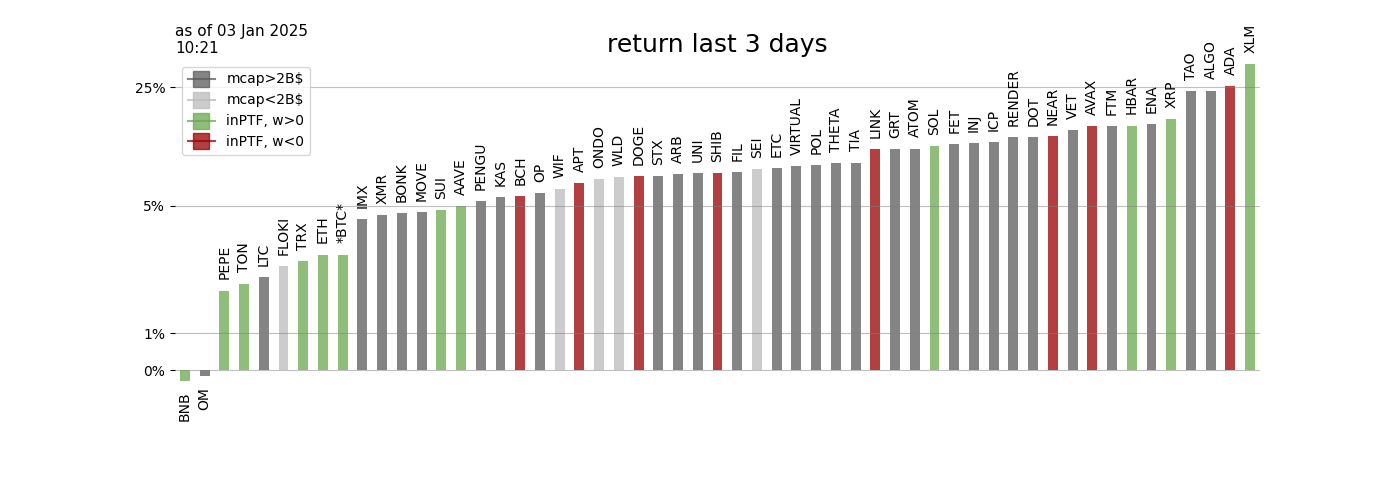 as of 03 Jan 2025
10:21
return last 3 days
mcap>2B$
mcap<2B$
inPTF, w>0
inPTF, w<0
25%
5%
1%
0%
BNB
OM
PEPE
TON
LTC
FLOKI
TRX
ETH
*BTC*
IMX
XMR
BONK
MOVE
SUI
AAVE
PENGU
KAS
BCH
OP
WIF
APT
ONDO
WLD
DOGE
STX
ARB
UNI
SHIB
FIL
SEI
ETC
VIRTUAL
POL
THETA
TIA
LINK
GRT
ATOM
SOL
FET
INJ
ICP
RENDER
DOT
NEAR
VET
AVAX
FTM
HBAR
ENA
XRP
TAO
ALGO
ADA
XLM